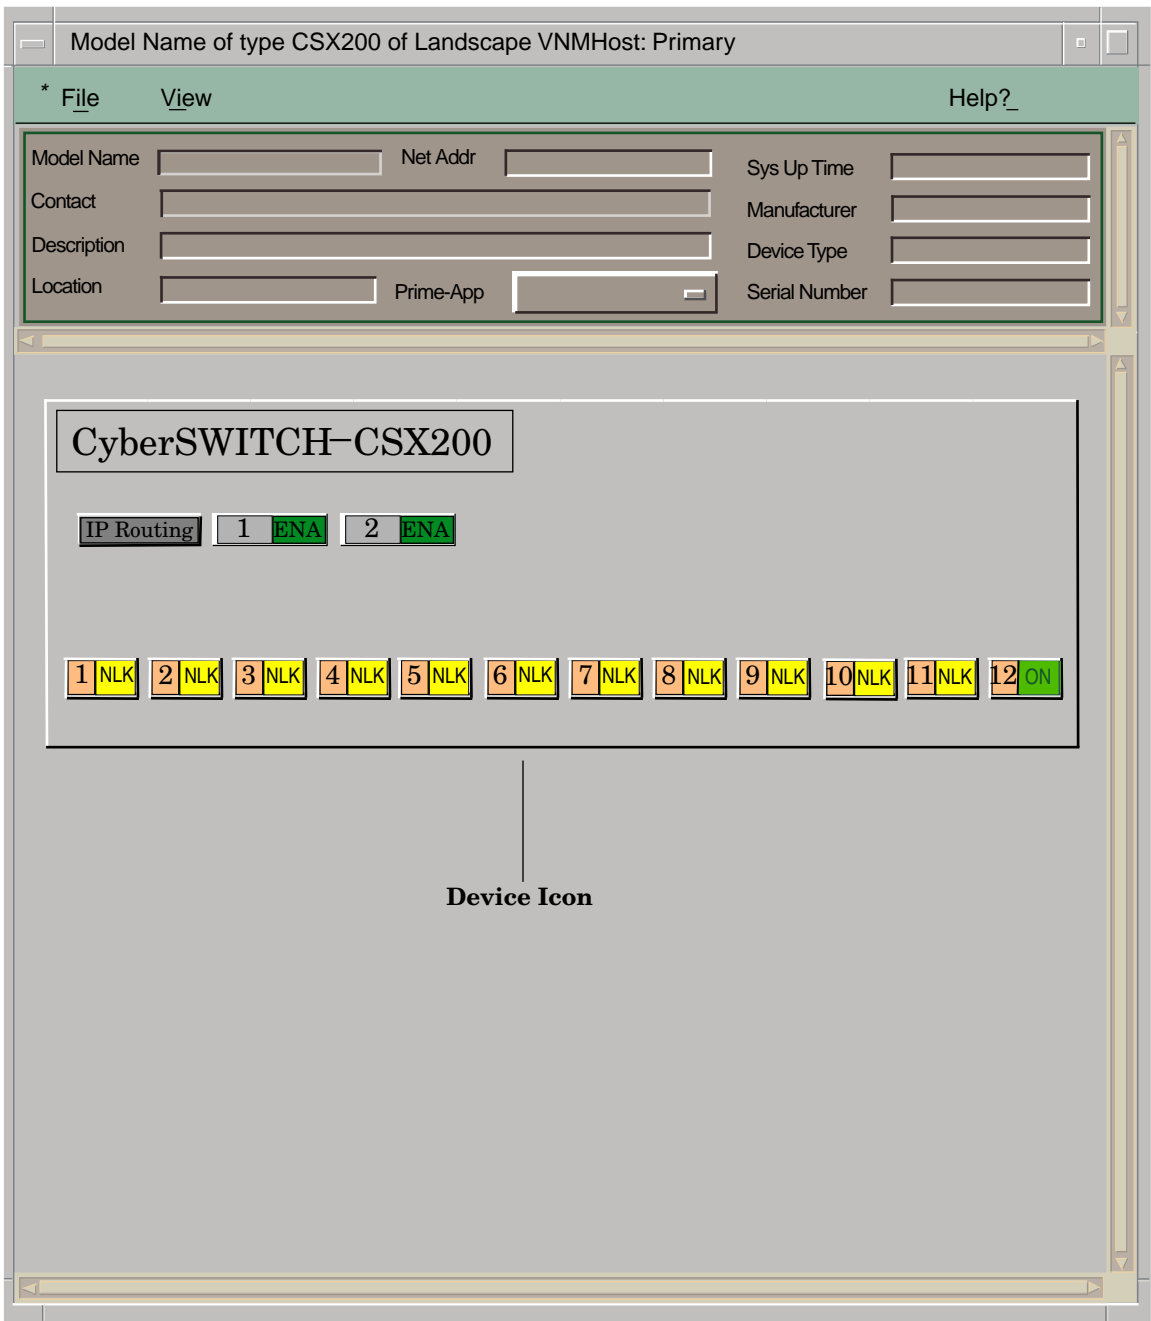 Model Name of type CSX200 of Landscape VNMHost: Primary
* File View Help?
Model Name Net Addr Sys Up Time
Contact Manufacturer
Description Device Type
Location Prime-App Serial Number
CyberSWITCH–CSX200
IP Routing 1 ENA 2 ENA
1 NLK 2 NLK 3 NLK 4 NLK 5 NLK 6 NLK 7 NLK 8 NLK 9 NLK 10 NLK 11 NLK 12 ON
Device Icon